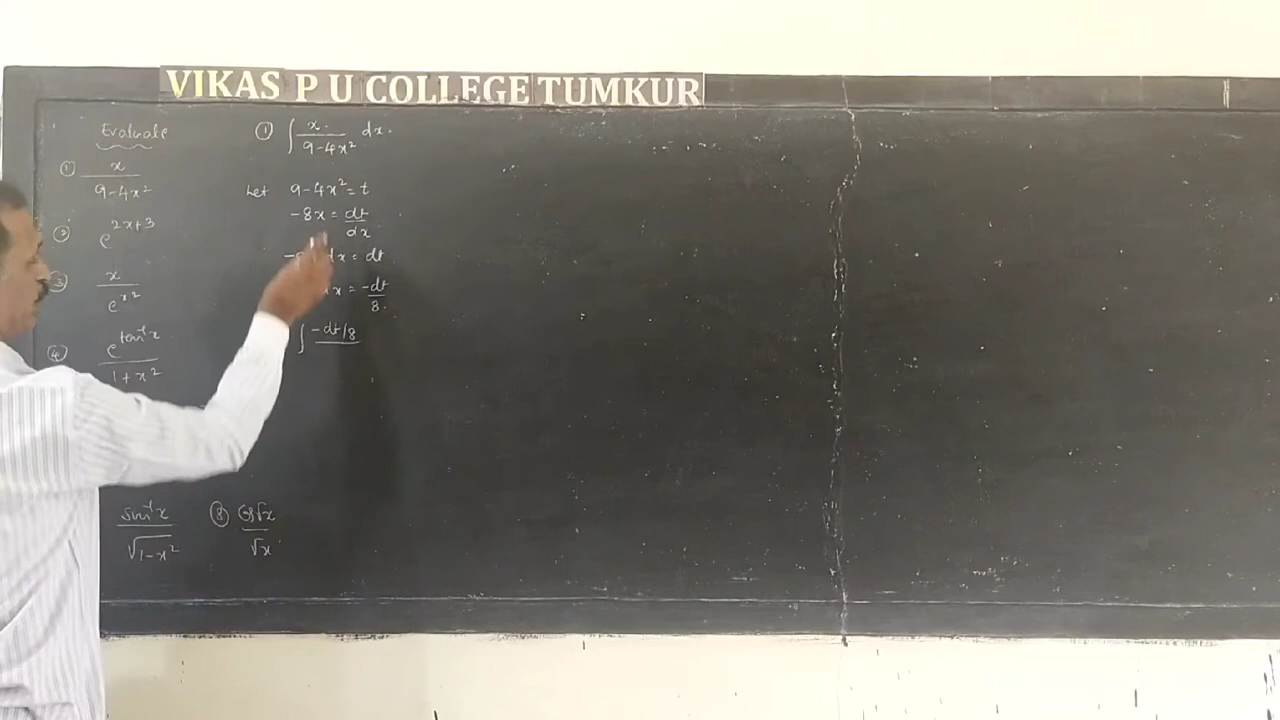 VIKAS P U COLLEGE TUMKUR
Evaluate
① x / 9-4x²
② e^(2x+3)
③ x / e^(x²)
④ e^(tan⁻¹x) / 1+x²
sin⁻¹x / √1-x²
⑧ cos√x / √x
① ∫ x / 9-4x² dx.
Let 9-4x² = t
-8x = dt/dx
dx = dt
= -dt/8
∫ -dt/8